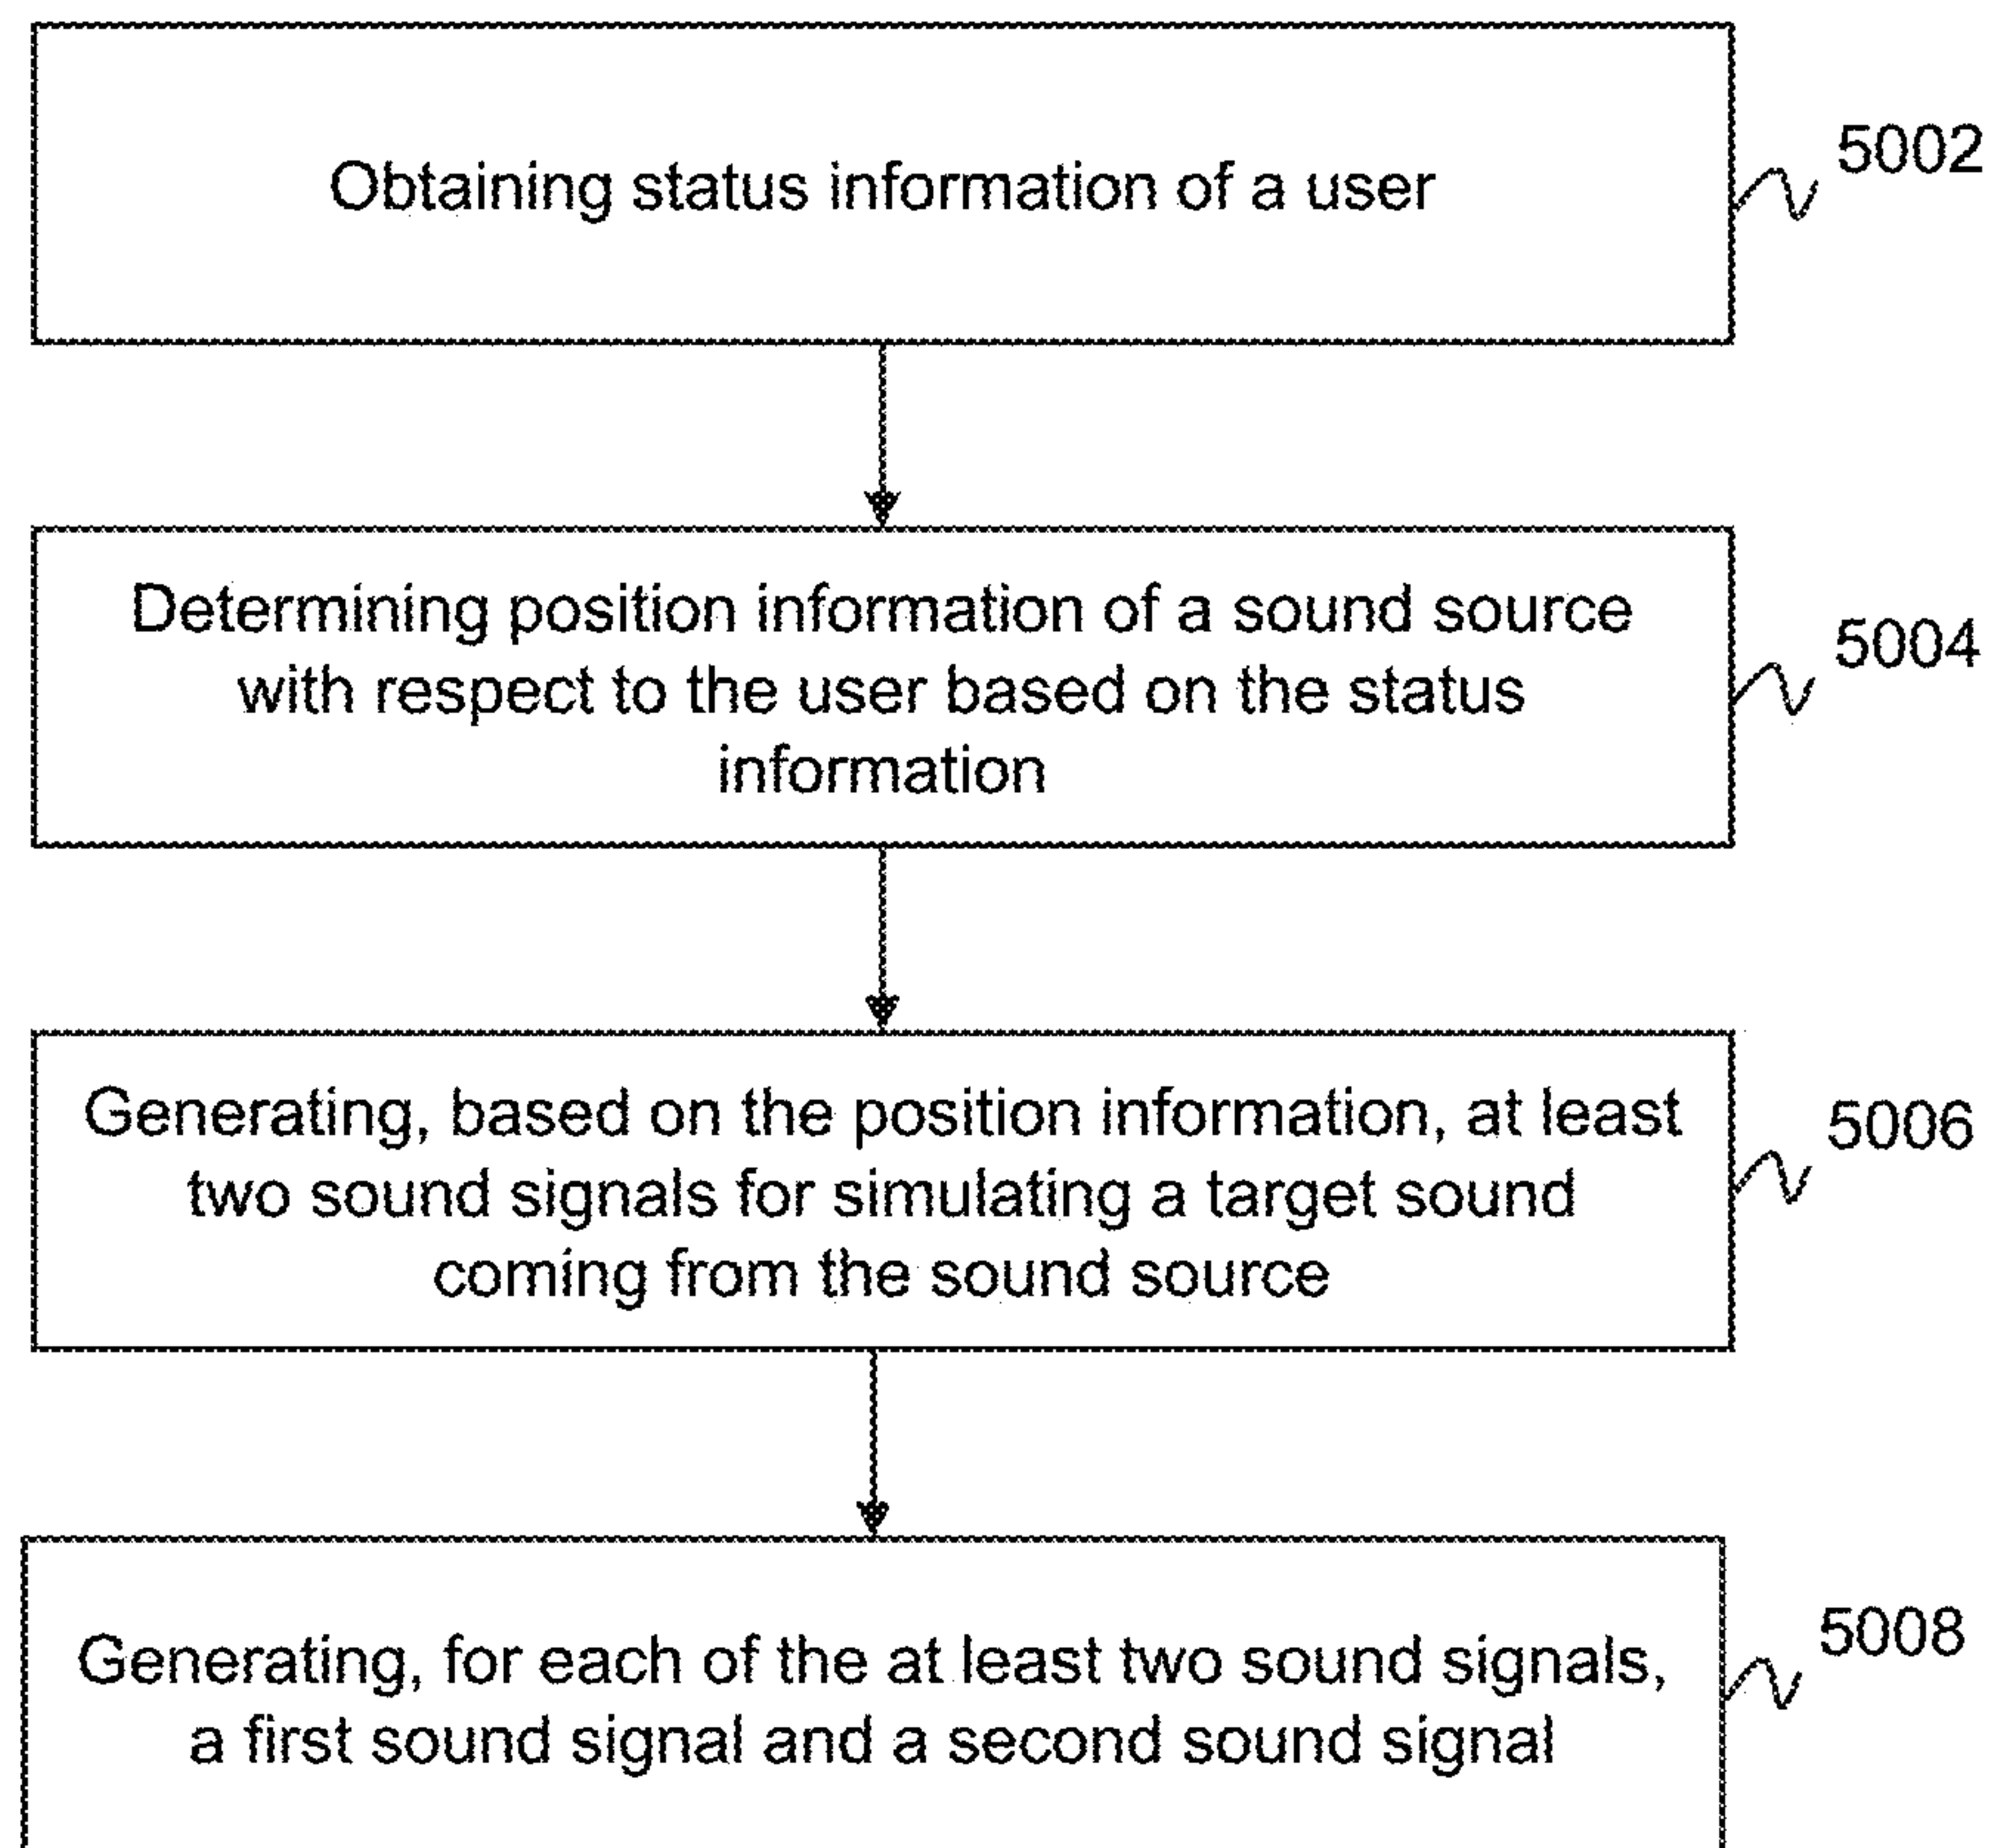 Obtaining status information of a user
5002
Determining position information of a sound source
with respect to the user based on the status
information
5004
Generating, based on the position information, at least
two sound signals for simulating a target sound
coming from the sound source
5006
Generating, for each of the at least two sound signals,
a first sound signal and a second sound signal
5008